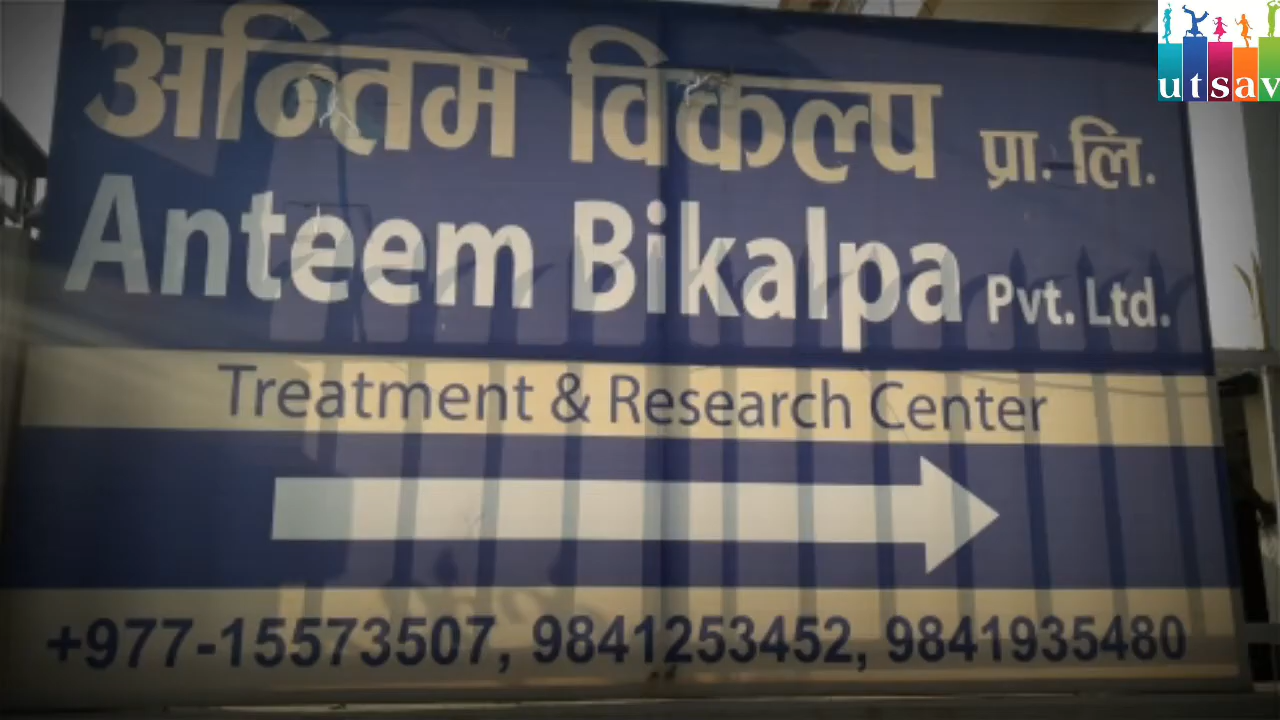 utsav
अन्तिम विकल्प प्रा. लि.
Anteem Bikalpa Pvt. Ltd.
Treatment & Research Center
+977-15573507, 9841253452, 9841935480